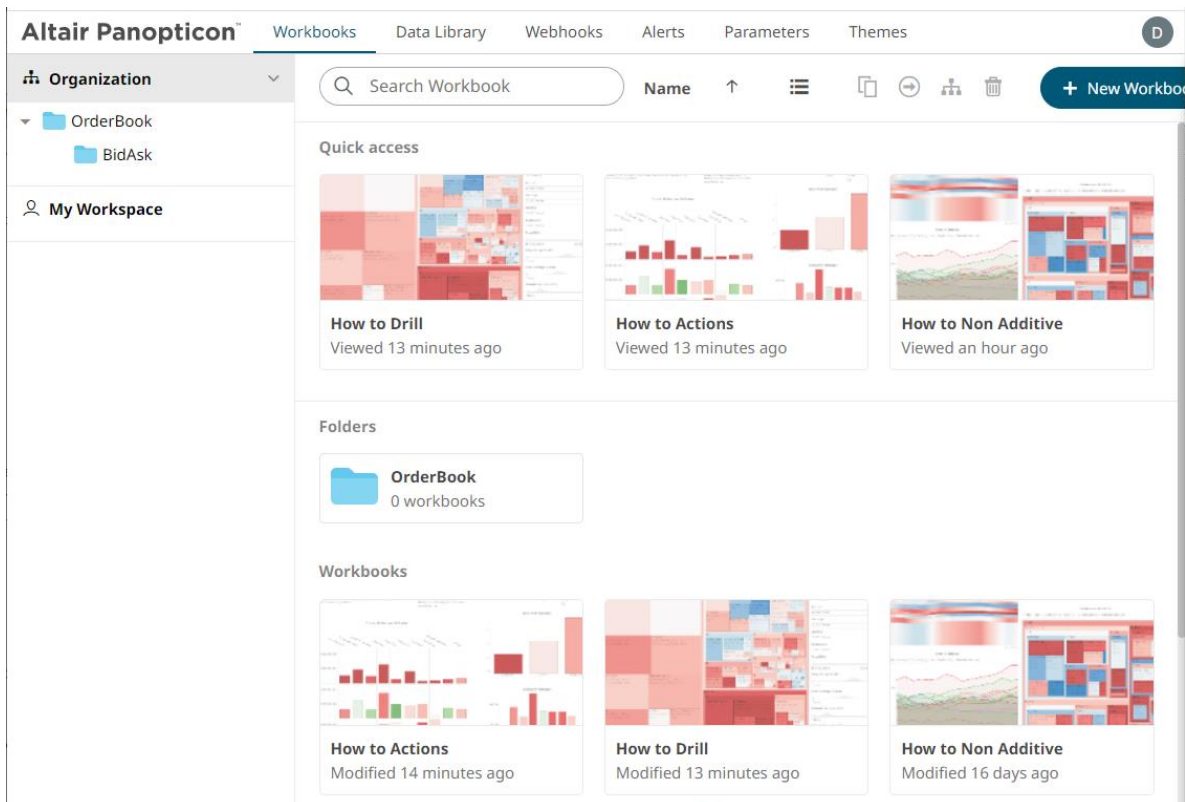 Altair Panopticon™ Workbooks Data Library Webhooks Alerts Parameters Themes D
Organization
OrderBook
BidAsk
My Workspace
Search Workbook Name ↑ + New Workboo
Quick access
How to Drill
Viewed 13 minutes ago
How to Actions
Viewed 13 minutes ago
How to Non Additive
Viewed an hour ago
Folders
OrderBook
0 workbooks
Workbooks
How to Actions
Modified 14 minutes ago
How to Drill
Modified 13 minutes ago
How to Non Additive
Modified 16 days ago